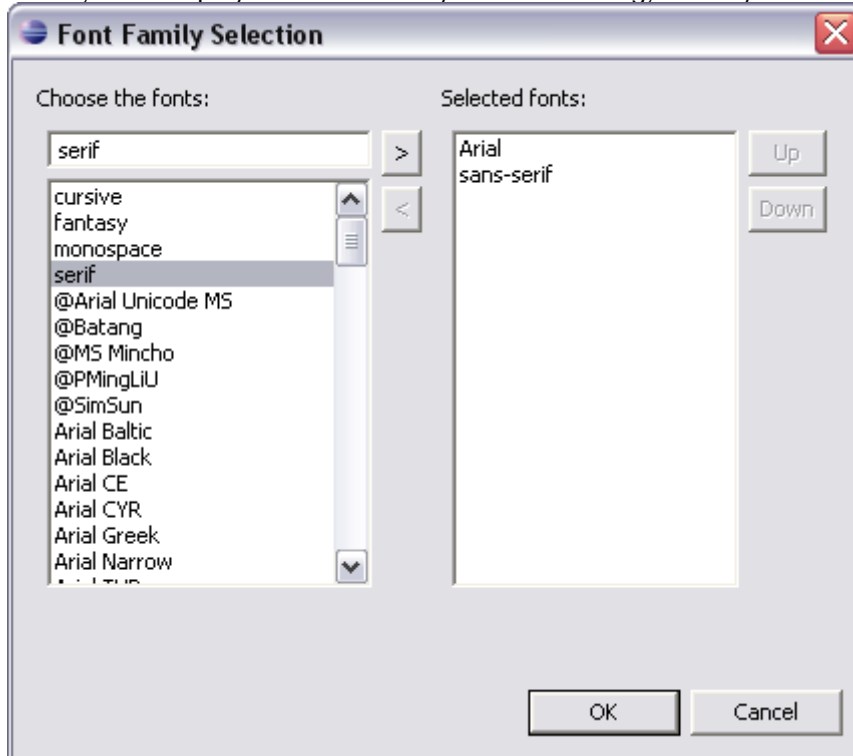 Font Family Selection
Choose the fonts:
Selected fonts:
serif
>
<
cursive
fantasy
monospace
serif
@Arial Unicode MS
@Batang
@MS Mincho
@PMingLiU
@SimSun
Arial Baltic
Arial Black
Arial CE
Arial CYR
Arial Greek
Arial Narrow
Arial
sans-serif
Up
Down
OK
Cancel